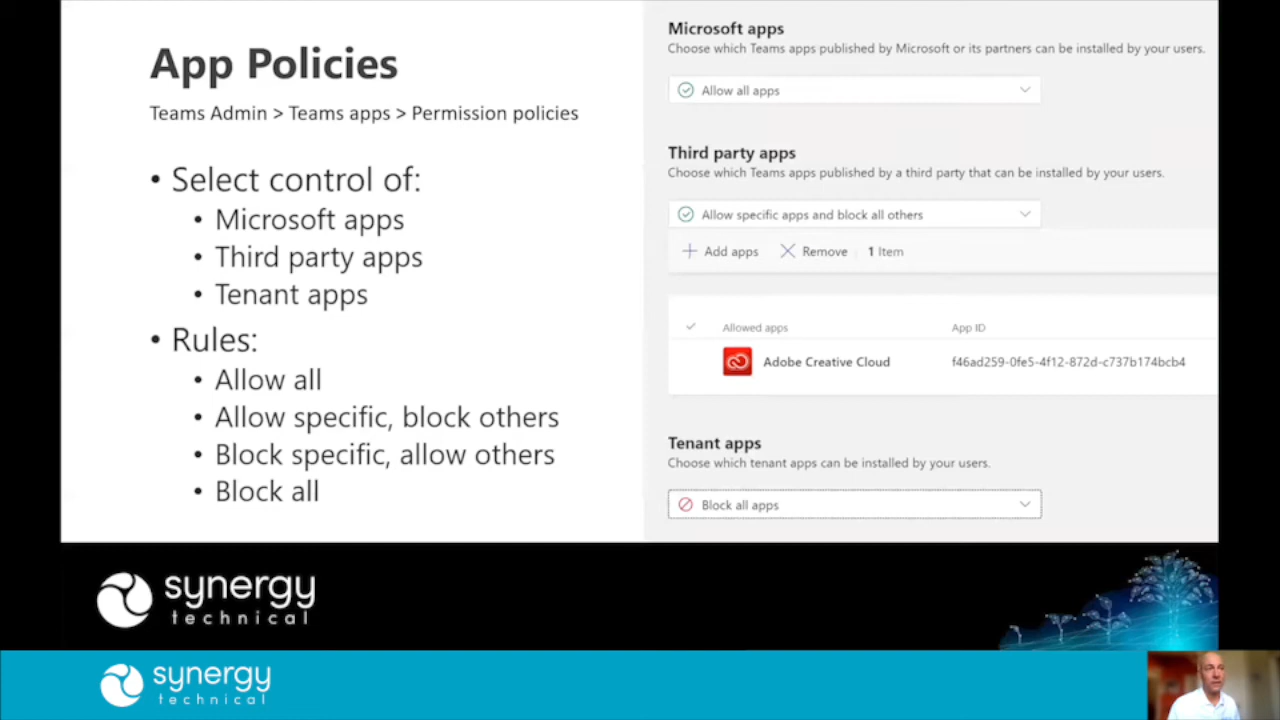 App Policies
Teams Admin > Teams apps > Permission policies
• Select control of:
• Microsoft apps
• Third party apps
• Tenant apps
• Rules:
• Allow all
• Allow specific, block others
• Block specific, allow others
• Block all
Microsoft apps
Choose which Teams apps published by Microsoft or its partners can be installed by your users.
Allow all apps
Third party apps
Choose which Teams apps published by a third party that can be installed by your users.
Allow specific apps and block all others
Add apps Remove 1 Item
Allowed apps App ID
Adobe Creative Cloud f46ad259-0fe5-4f12-872d-c737b174bcb4
Tenant apps
Choose which tenant apps can be installed by your users.
Block all apps
synergy
technical
synergy
technical